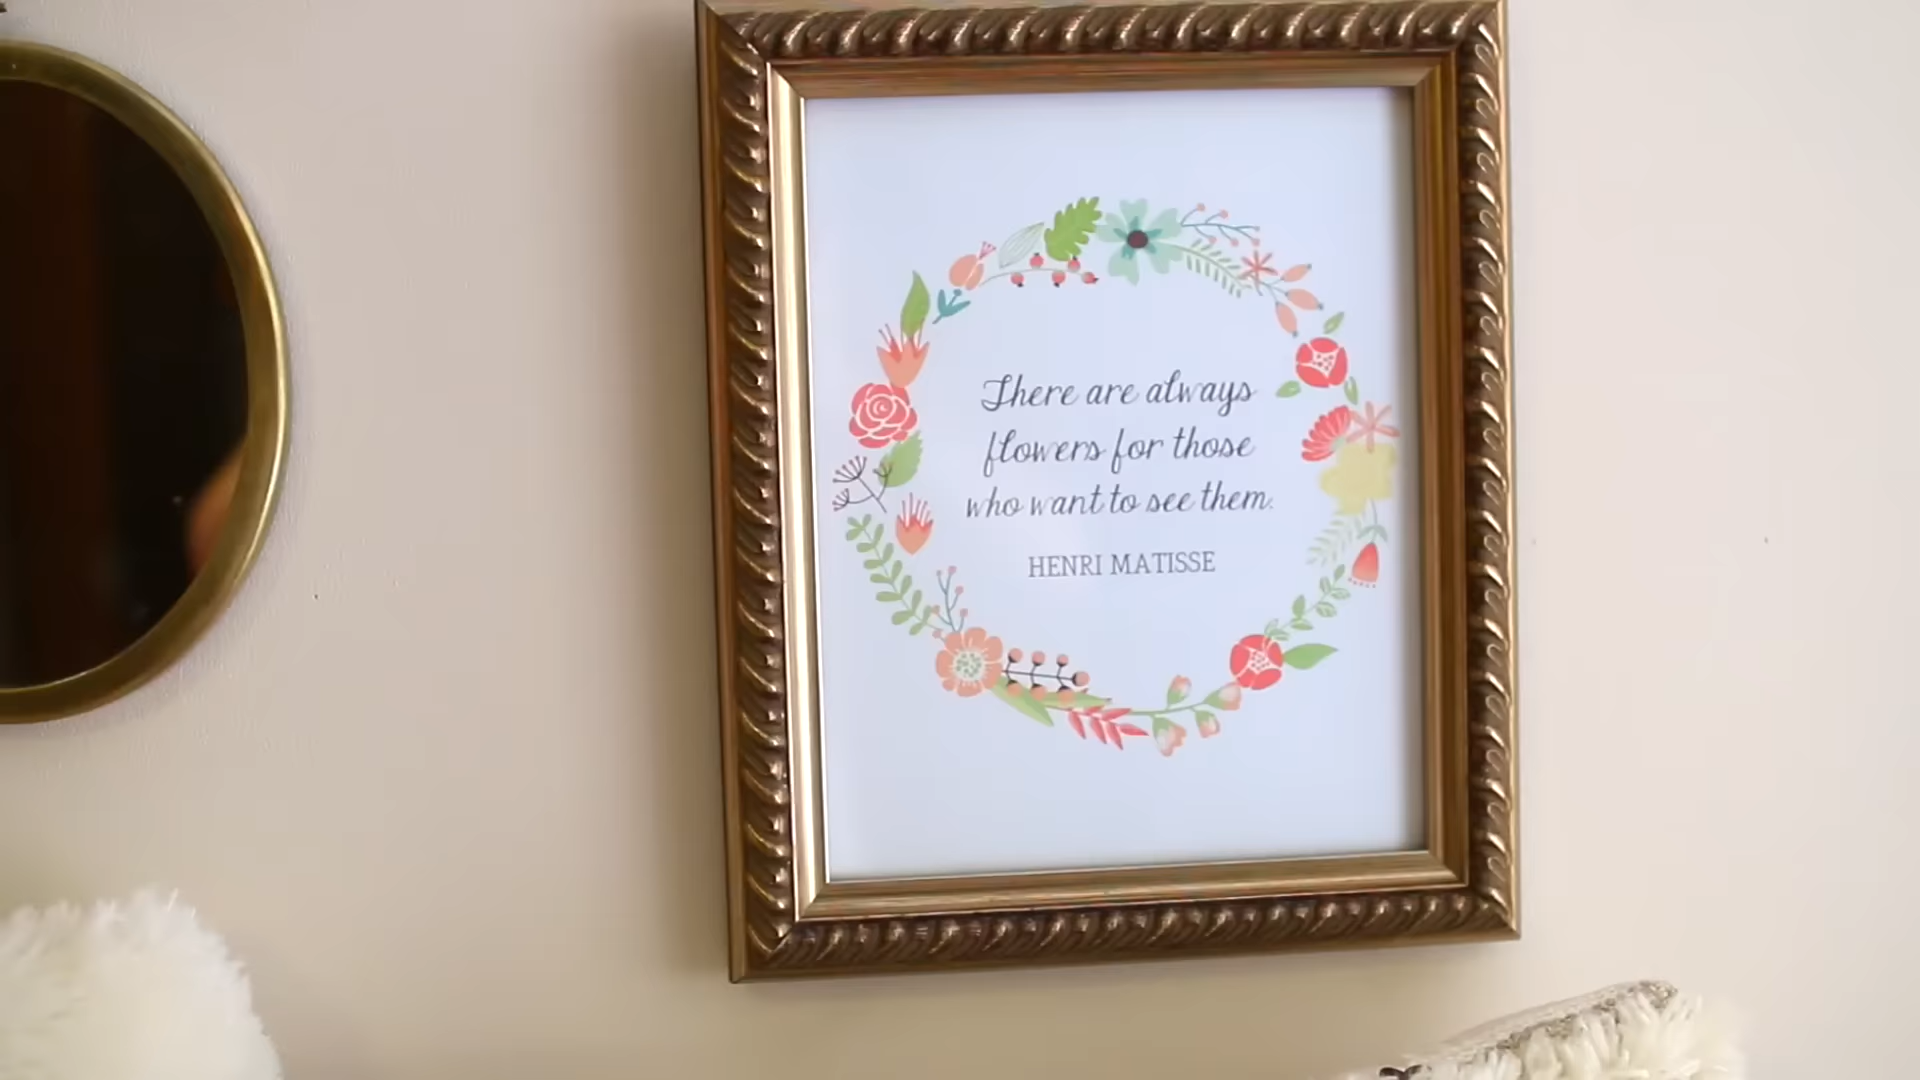 There are always
flowers for those
who want to see them.
HENRI MATISSE